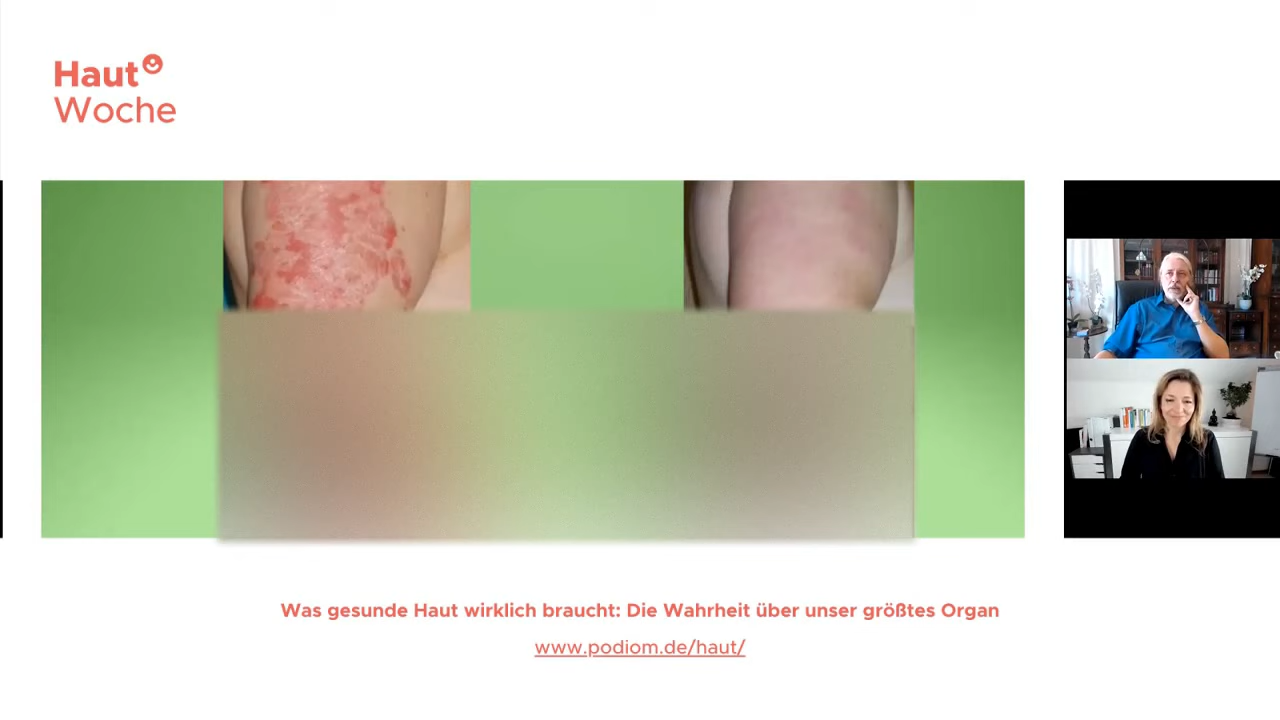 Haut
Woche
Was gesunde Haut wirklich braucht: Die Wahrheit über unser größtes Organ
www.podiom.de/haut/